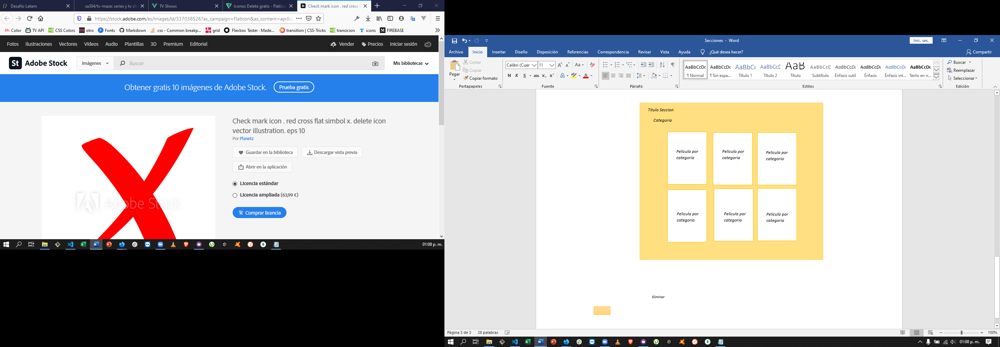 Desafío Latam
sa304/tv-maze: series y tv sho
TV Shows
Iconos Delete gratis - Flaticon
Check mark icon . red cross f
https://stock.adobe.com/es/images/id/337038526?as_campaign=Flaticon&as_content=api&a
Color
TV API
CSS Colors
GO otro
Fonts
Markdown
css - Common breakp...
grid
Flexbox Tester · Made...
transition | CSS-Tricks
transicion
icons
FIREBASE
Fotos
Ilustraciones
Vectores
Vídeos
Audio
Plantillas
3D
Premium
Editorial
Vender
Precios
Iniciar sesión
St Adobe Stock
Imágenes
Buscar
Mis bibliotecas
Obtener gratis 10 imágenes de Adobe Stock.
Prueba gratis
Adobe Stock
Check mark icon . red cross flat simbol x. delete icon
vector illustration. eps 10
Por Planetz
Guardar en la biblioteca
Descargar vista previa
Abrir en la aplicación
Licencia estándar
Licencia ampliada (63,99 €)
Comprar licencia
01:08 p. m.
Secciones - Word
Inic. ses.
Archivo
Inicio
Insertar
Diseño
Disposición
Referencias
Correspondencia
Revisar
Vista
Ayuda
¿Qué desea hacer?
Compartir
Pegar
Cortar
Copiar
Copiar formato
Portapapeles
Calibri (Cuer
11
N K S abc x₂ x²
Fuente
Párrafo
AaBbCcDc
¶ Normal
AaBbCcDc
¶ Sin espa...
AaBbCc
Título 1
AaBbCcD
Título 2
AaB
Título
AaBbCcD
Subtítulo
AaBbCcDc
Énfasis sutil
AaBbCcDc
Énfasis
AaBbCcDc
Énfasis int...
AaBbCcDc
Texto en n...
Estilos
Buscar
Reemplazar
Seleccionar
Edición
Titulo Seccion
Categoria
Pelicula por
categoria
Pelicula por
categoria
Pelicula por
categoria
Pelicula por
categoria
Pelicula por
categoria
Pelicula por
categoria
Eliminar
Página 3 de 3
28 palabras
100%
01:08 p. m.